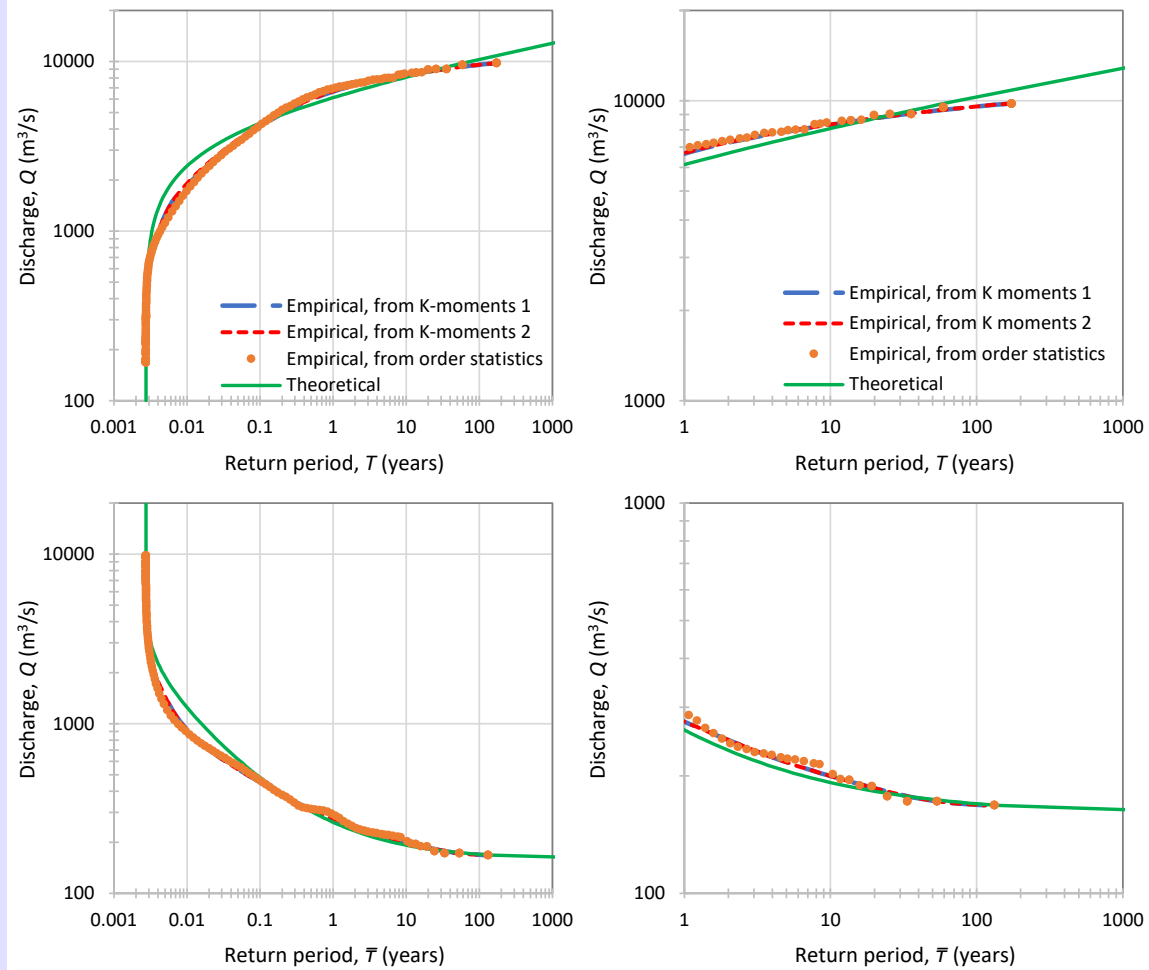 10000
1000
100
0.001 0.01 0.1 1 10 100 1000
Discharge, Q (m³/s)
Return period, T (years)
Empirical, from K-moments 1
Empirical, from K-moments 2
Empirical, from order statistics
Theoretical
10000
1000
1 10 100 1000
Discharge, Q (m³/s)
Return period, T (years)
Empirical, from K moments 1
Empirical, from K moments 2
Empirical, from order statistics
Theoretical
10000
1000
100
0.001 0.01 0.1 1 10 100 1000
Discharge, Q (m³/s)
Return period, T̅ (years)
1000
100
1 10 100 1000
Discharge, Q (m³/s)
Return period, T̅ (years)